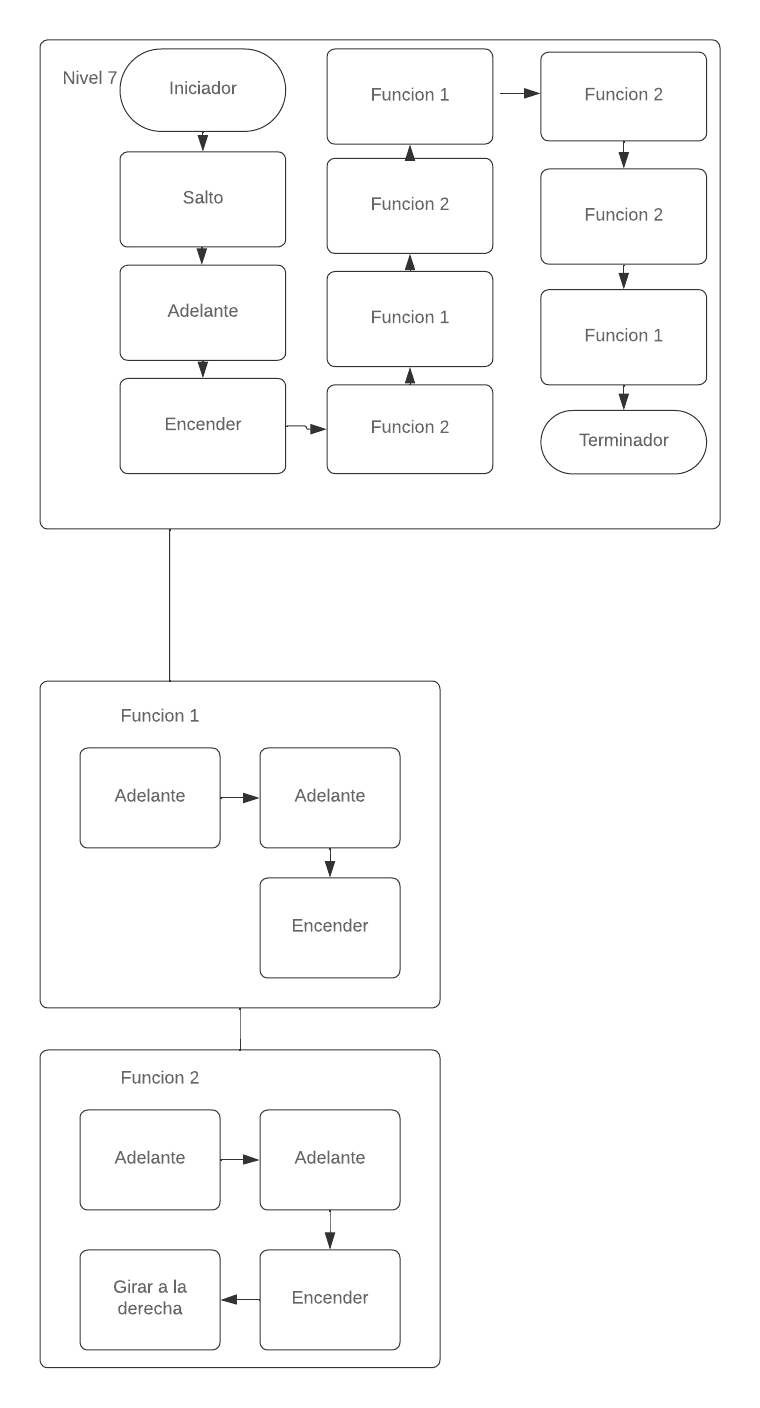 Nivel 7
Iniciador
Salto
Adelante
Encender
Funcion 2
Funcion 1
Funcion 2
Funcion 1
Funcion 2
Funcion 2
Funcion 1
Terminador
Funcion 1
Adelante
Adelante
Encender
Funcion 2
Adelante
Adelante
Encender
Girar a la
derecha